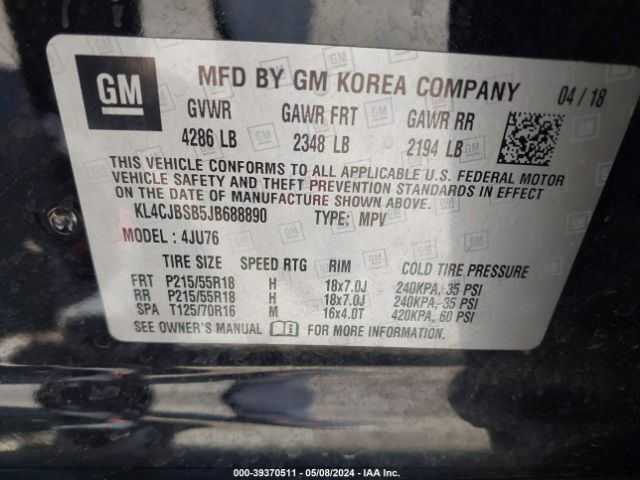 GM
MFD BY GM KOREA COMPANY 04 / 18
GVWR GAWR FRT GAWR RR
4286 LB 2348 LB 2194 LB
THIS VEHICLE CONFORMS TO ALL APPLICABLE U.S. FEDERAL MOTOR
VEHICLE SAFETY AND THEFT PREVENTION STANDARDS IN EFFECT
ON THE DATE OF MANUFACTURE SHOWN ABOVE.
KL4CJBSB5JB688890 TYPE: MPV
MODEL : 4JU76
TIRE SIZE SPEED RTG RIM COLD TIRE PRESSURE
FRT P215/55R18 H 18x7.0J 240KPA, 35 PSI
RR P215/55R18 H 18x7.0J 240KPA, 35 PSI
SPA T125/70R16 M 16x4.0T 420KPA, 60 PSI
SEE OWNER'S MANUAL FOR MORE INFORMATION.
000-39370511 - 05/08/2024 - IAA Inc.